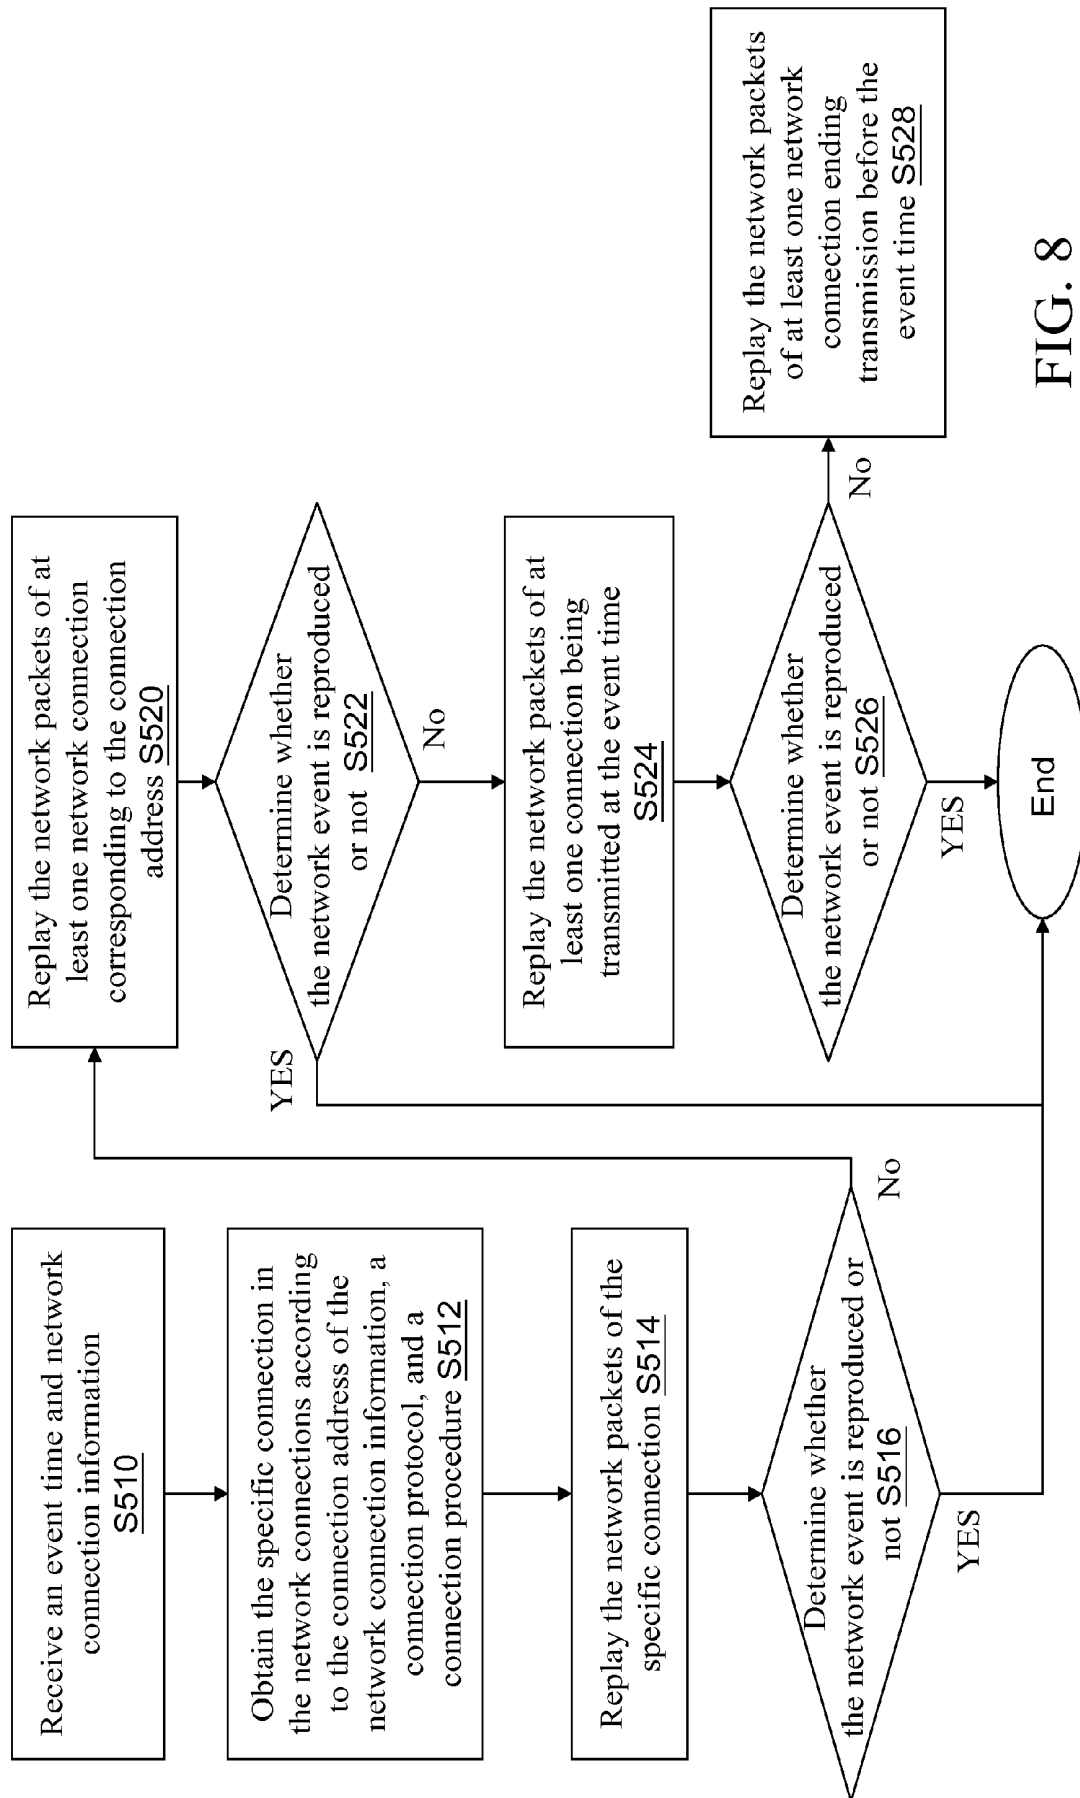 Receive an event time and network
connection information
S510
Obtain the specific connection in
the network connections according
to the connection address of the
network connection information, a
connection protocol, and a
connection procedure S512
Replay the network packets of the
specific connection S514
Determine whether
the network event is reproduced or
not S516
YES
No
Replay the network packets of at
least one network connection
corresponding to the connection
address S520
Determine whether
the network event is reproduced
or not S522
YES
No
Replay the network packets of at
least one connection being
transmitted at the event time
S524
Determine whether
the network event is reproduced
or not S526
YES
No
Replay the network packets
of at least one network
connection ending
transmission before the
event time S528
End
FIG. 8